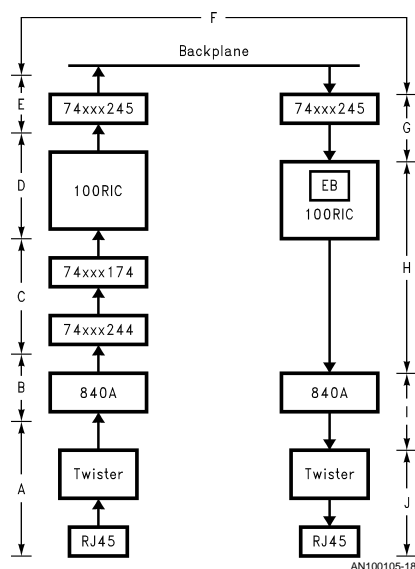 F
Backplane
E
74xxx245
74xxx245
G
D
100RIC
EB
100RIC
C
74xxx174
H
74xxx244
B
840A
840A
I
A
Twister
Twister
J
RJ45
RJ45
AN100105-18